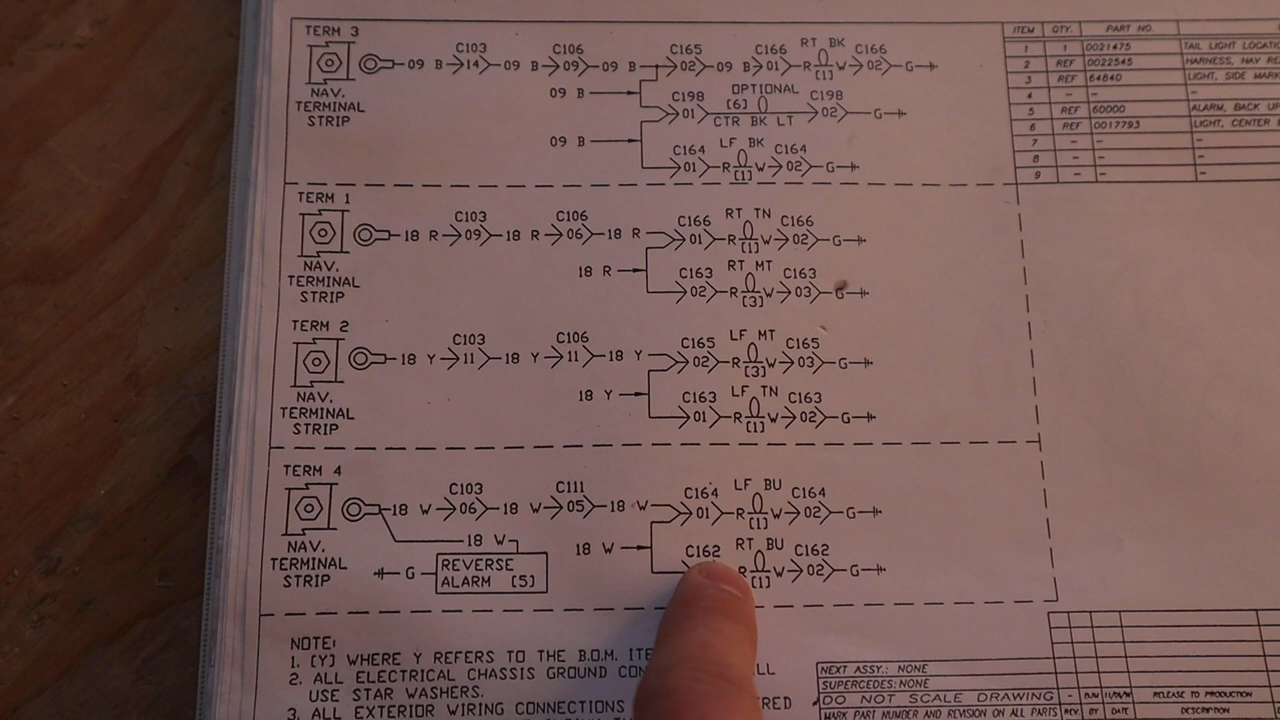 TERM 3
NAV.
TERMINAL
STRIP
09 B C103 14 09 B C106 09 09 B C165 02 09 B C166 01 R RT BK [1] W C166 02 G
09 B
C198 01 OPTIONAL [6] CTR BK LT C198 02 G
09 B
C164 01 R LF BK [1] W C164 02 G
TERM 1
NAV.
TERMINAL
STRIP
18 R C103 09 18 R C106 06 18 R C166 01 R RT TN [1] W C166 02 G
18 R
C163 02 R RT MT [3] W C163 03 G
TERM 2
NAV.
TERMINAL
STRIP
18 Y C103 11 18 Y C106 11 18 Y C165 02 R LF MT [3] W C165 03 G
18 Y
C163 01 R LF TN [1] W C163 02 G
TERM 4
NAV.
TERMINAL
STRIP
18 W C103 06 18 W C111 05 18 W C164 01 R LF BU [1] W C164 02 G
18 W
G REVERSE
ALARM [5]
18 W
C162 R RT BU [1] W C162 02 G
NOTE:
1. [Y] WHERE Y REFERS TO THE B.O.M. ITE
2. ALL ELECTRICAL CHASSIS GROUND CON LL
USE STAR WASHERS.
3. ALL EXTERIOR WIRING CONNECTIONS RED
ITEM QTY. PART NO.
1 1 0021475 TAIL LIGHT LOCATI
2 REF 0022545 HARNESS, NAV RE
3 REF 64840 LIGHT, SIDE MARK
4 - - -
5 REF 60000 ALARM, BACK UP
6 REF 0017793 LIGHT, CENTER
7 - - -
8 - - -
9 - - -
NEXT ASSY.: NONE
SUPERCEDES: NONE
DO NOT SCALE DRAWING
MARK PART NUMBER AND REVISION ON ALL PARTS
- RELEASE TO PRODUCTION
REV. BY DATE DESCRIPTION